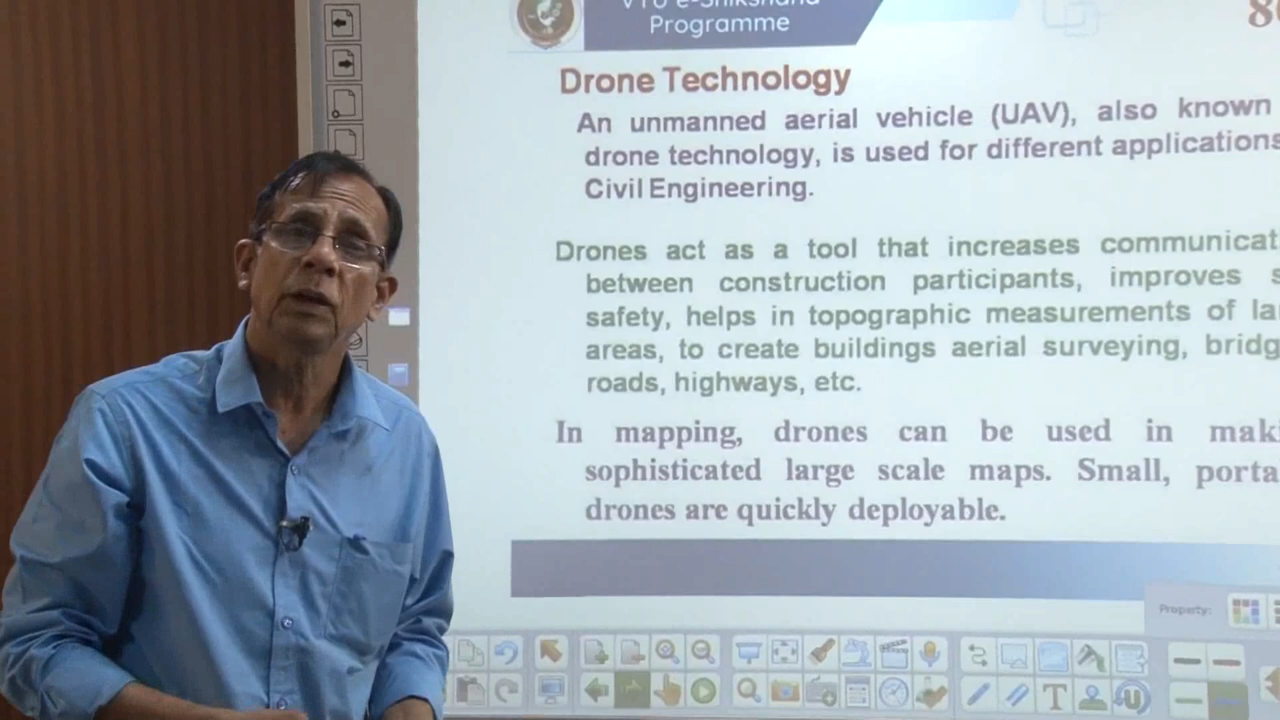 VTU e-Shikshana
Programme
Drone Technology
An unmanned aerial vehicle (UAV), also known
drone technology, is used for different applications
Civil Engineering.
Drones act as a tool that increases communicat
between construction participants, improves s
safety, helps in topographic measurements of la
areas, to create buildings aerial surveying, bridg
roads, highways, etc.
In mapping, drones can be used in maki
sophisticated large scale maps. Small, porta
drones are quickly deployable.
Property: